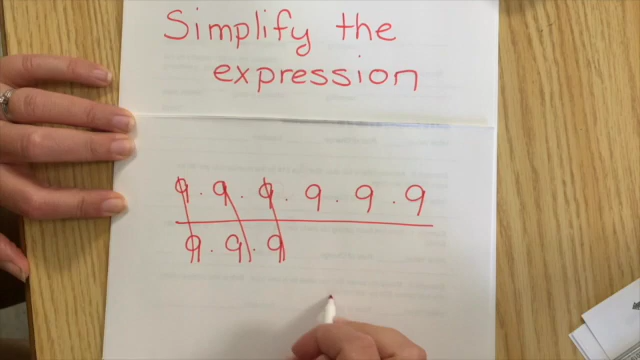 Simplify the
expression
9 . 9 . 9 . 9 . 9 . 9
9 . 9 . 9